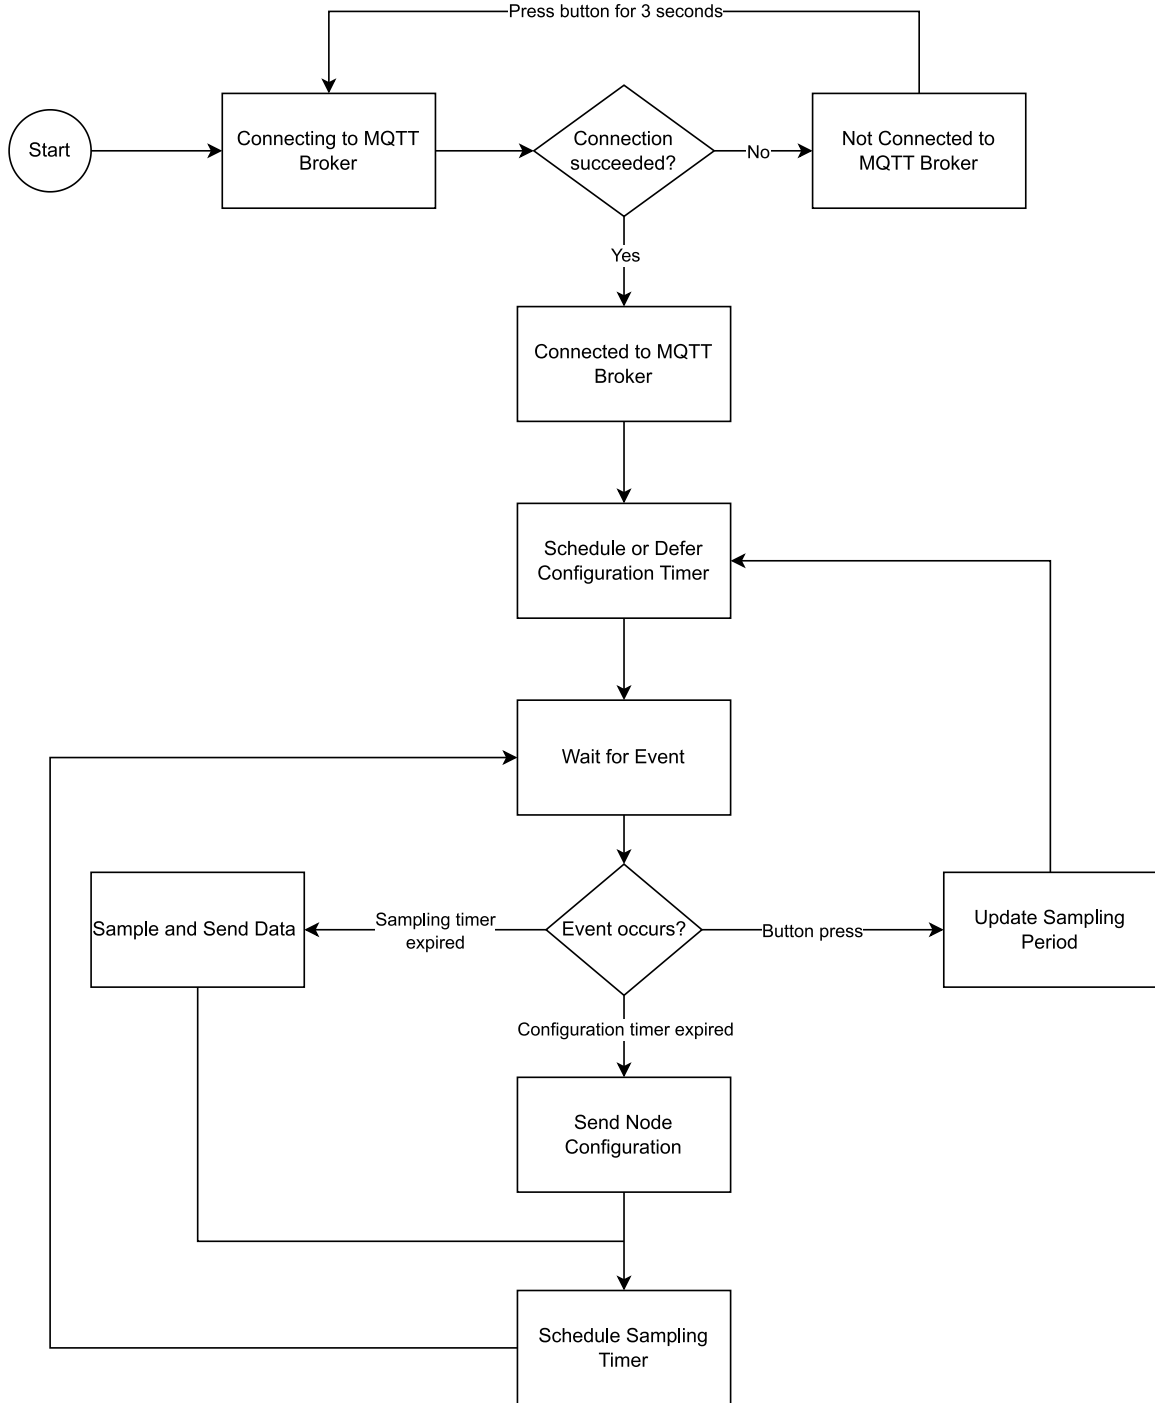 Press button for 3 seconds
Start
Connecting to MQTT
Broker
Connection
succeeded?
No
Not Connected to
MQTT Broker
Yes
Connected to MQTT
Broker
Schedule or Defer
Configuration Timer
Wait for Event
Sample and Send Data
Sampling timer
expired
Event occurs?
Button press
Update Sampling
Period
Configuration timer expired
Send Node
Configuration
Schedule Sampling
Timer